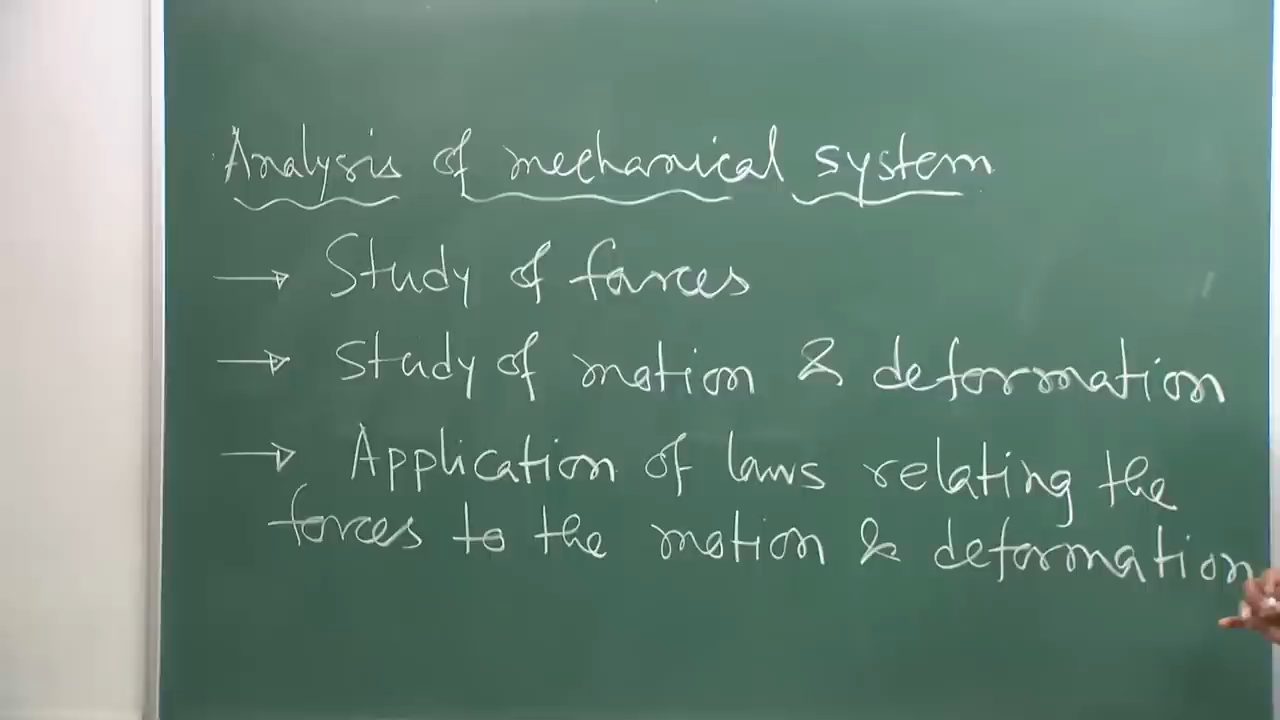 Analysis of mechanical system
→ Study of forces
→ Study of motion & deformation
→ Application of laws relating the
forces to the motion & deformation